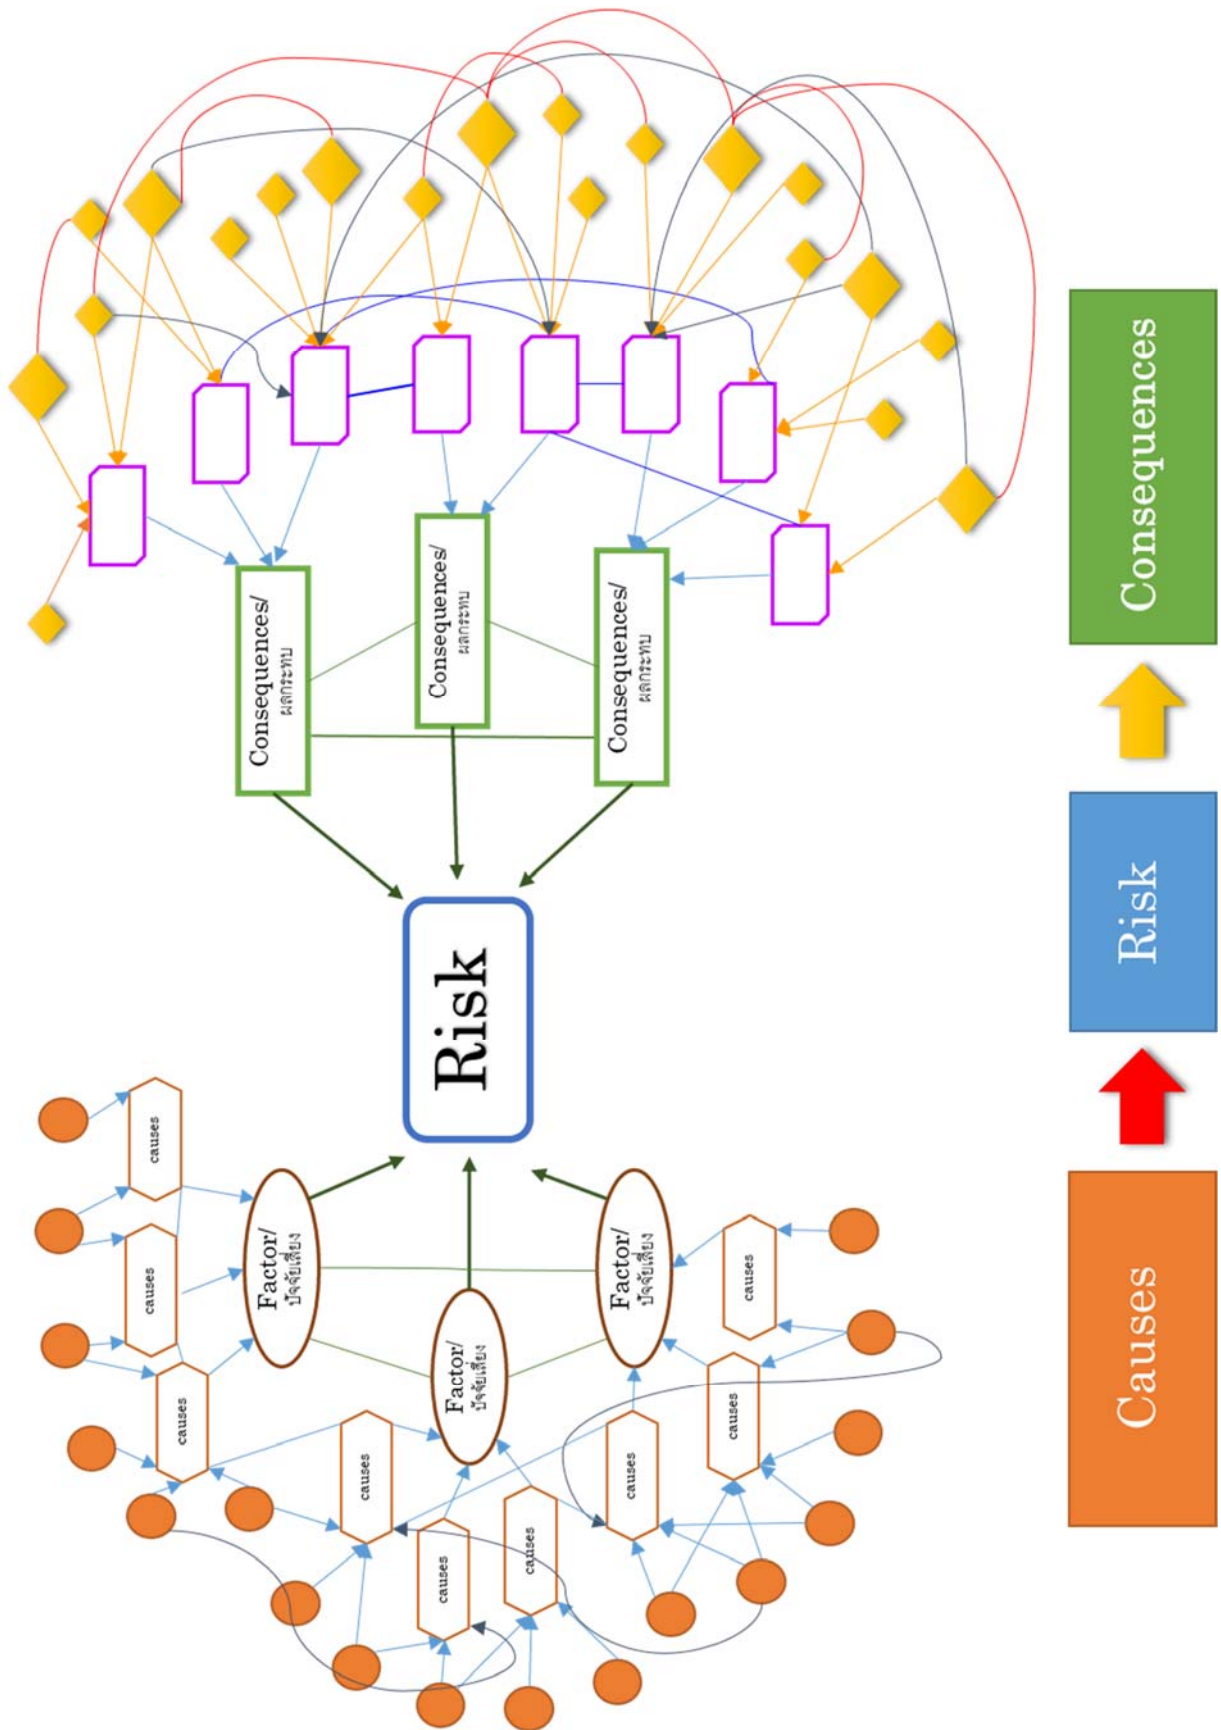 causes
causes
causes
Factor/
ปัจจัยเสี่ยง
Consequences/
ผลกระทบ
causes
causes
Factor/
ปัจจัยเสี่ยง
Risk
Consequences/
ผลกระทบ
causes
causes
Factor/
ปัจจัยเสี่ยง
Consequences/
ผลกระทบ
causes
causes
Causes
Risk
Consequences